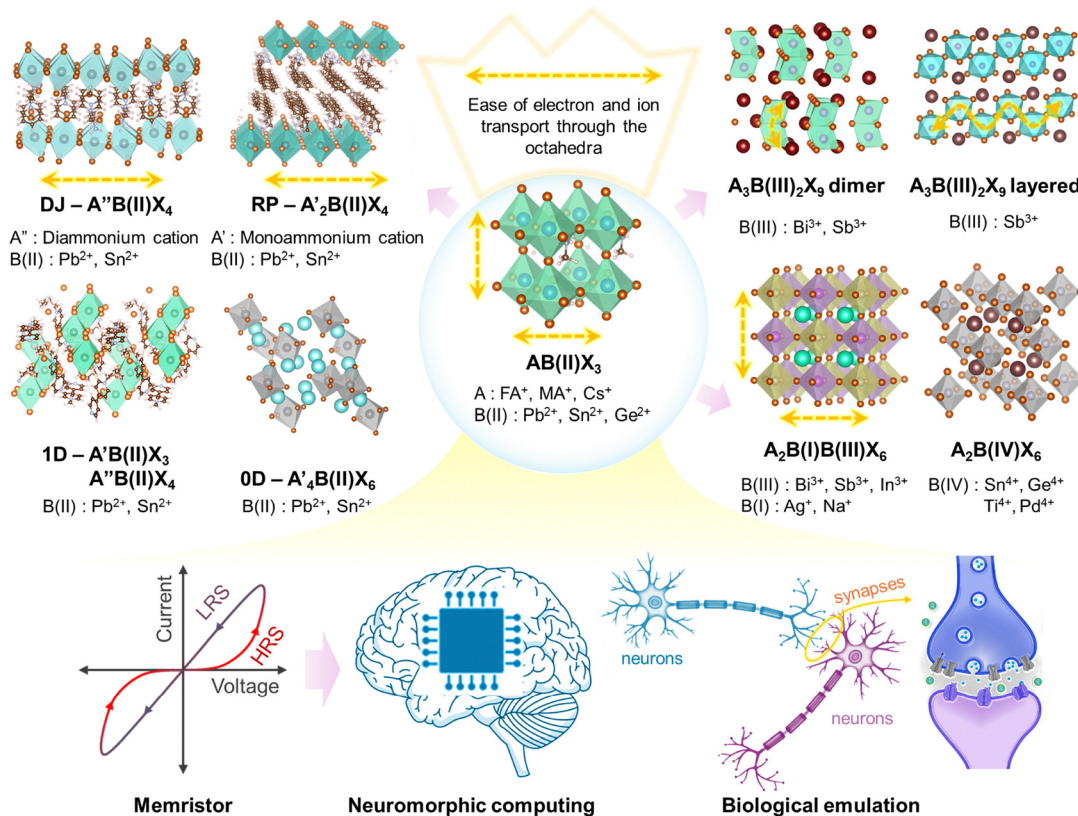 Ease of electron and ion
transport through the
octahedra
DJ – A''B(II)X₄
A'' : Diammonium cation
B(II) : Pb²⁺, Sn²⁺
RP – A'₂B(II)X₄
A' : Monoammonium cation
B(II) : Pb²⁺, Sn²⁺
A₃B(III)₂X₉ dimer
B(III) : Bi³⁺, Sb³⁺
A₃B(III)₂X₉ layered
B(III) : Sb³⁺
AB(II)X₃
A : FA⁺, MA⁺, Cs⁺
B(II) : Pb²⁺, Sn²⁺, Ge²⁺
1D – A'B(II)X₃
A''B(II)X₄
B(II) : Pb²⁺, Sn²⁺
0D – A'₄B(II)X₆
B(II) : Pb²⁺, Sn²⁺
A₂B(I)B(III)X₆
B(III) : Bi³⁺, Sb³⁺, In³⁺
B(I) : Ag⁺, Na⁺
A₂B(IV)X₆
B(IV) : Sn⁴⁺, Ge⁴⁺
Ti⁴⁺, Pd⁴⁺
Current
LRS
HRS
Voltage
Memristor
Neuromorphic computing
neurons
synapses
neurons
Biological emulation